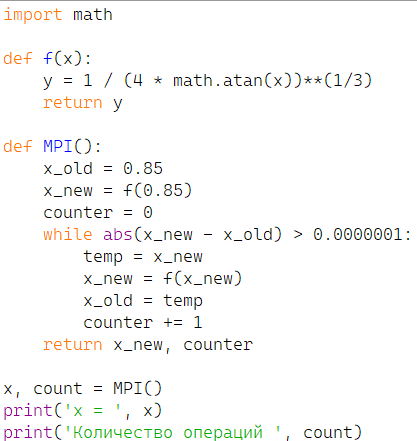 import math

def f(x):
    y = 1 / (4 * math.atan(x))**(1/3)
    return y

def MPI():
    x_old = 0.85
    x_new = f(0.85)
    counter = 0
    while abs(x_new - x_old) > 0.0000001:
        temp = x_new
        x_new = f(x_new)
        x_old = temp
        counter += 1
    return x_new, counter

x, count = MPI()
print('x = ', x)
print('Количество операций ', count)